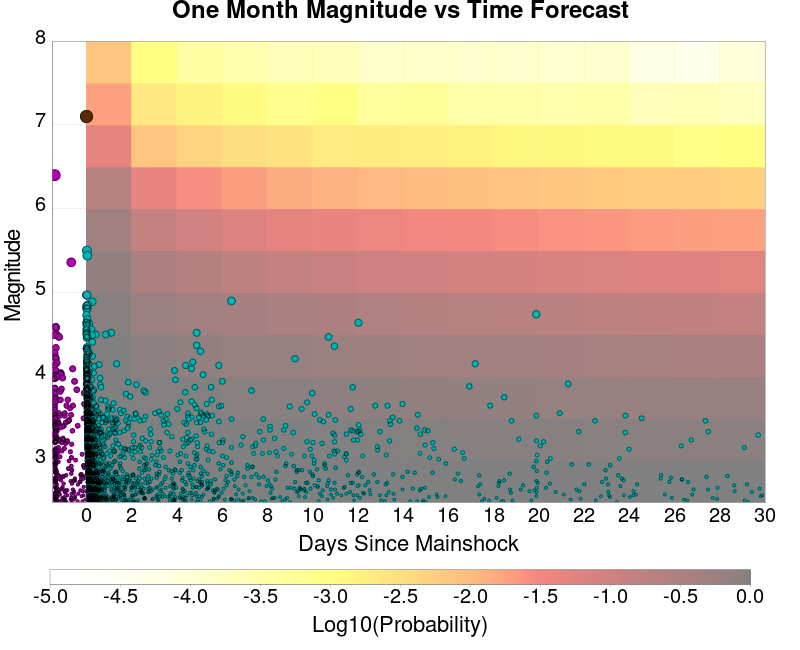 One Month Magnitude vs Time Forecast
8
7
6
5
4
3
Magnitude
0 2 4 6 8 10 12 14 16 18 20 22 24 26 28 30
Days Since Mainshock
-5.0 -4.5 -4.0 -3.5 -3.0 -2.5 -2.0 -1.5 -1.0 -0.5 0.0
Log10(Probability)